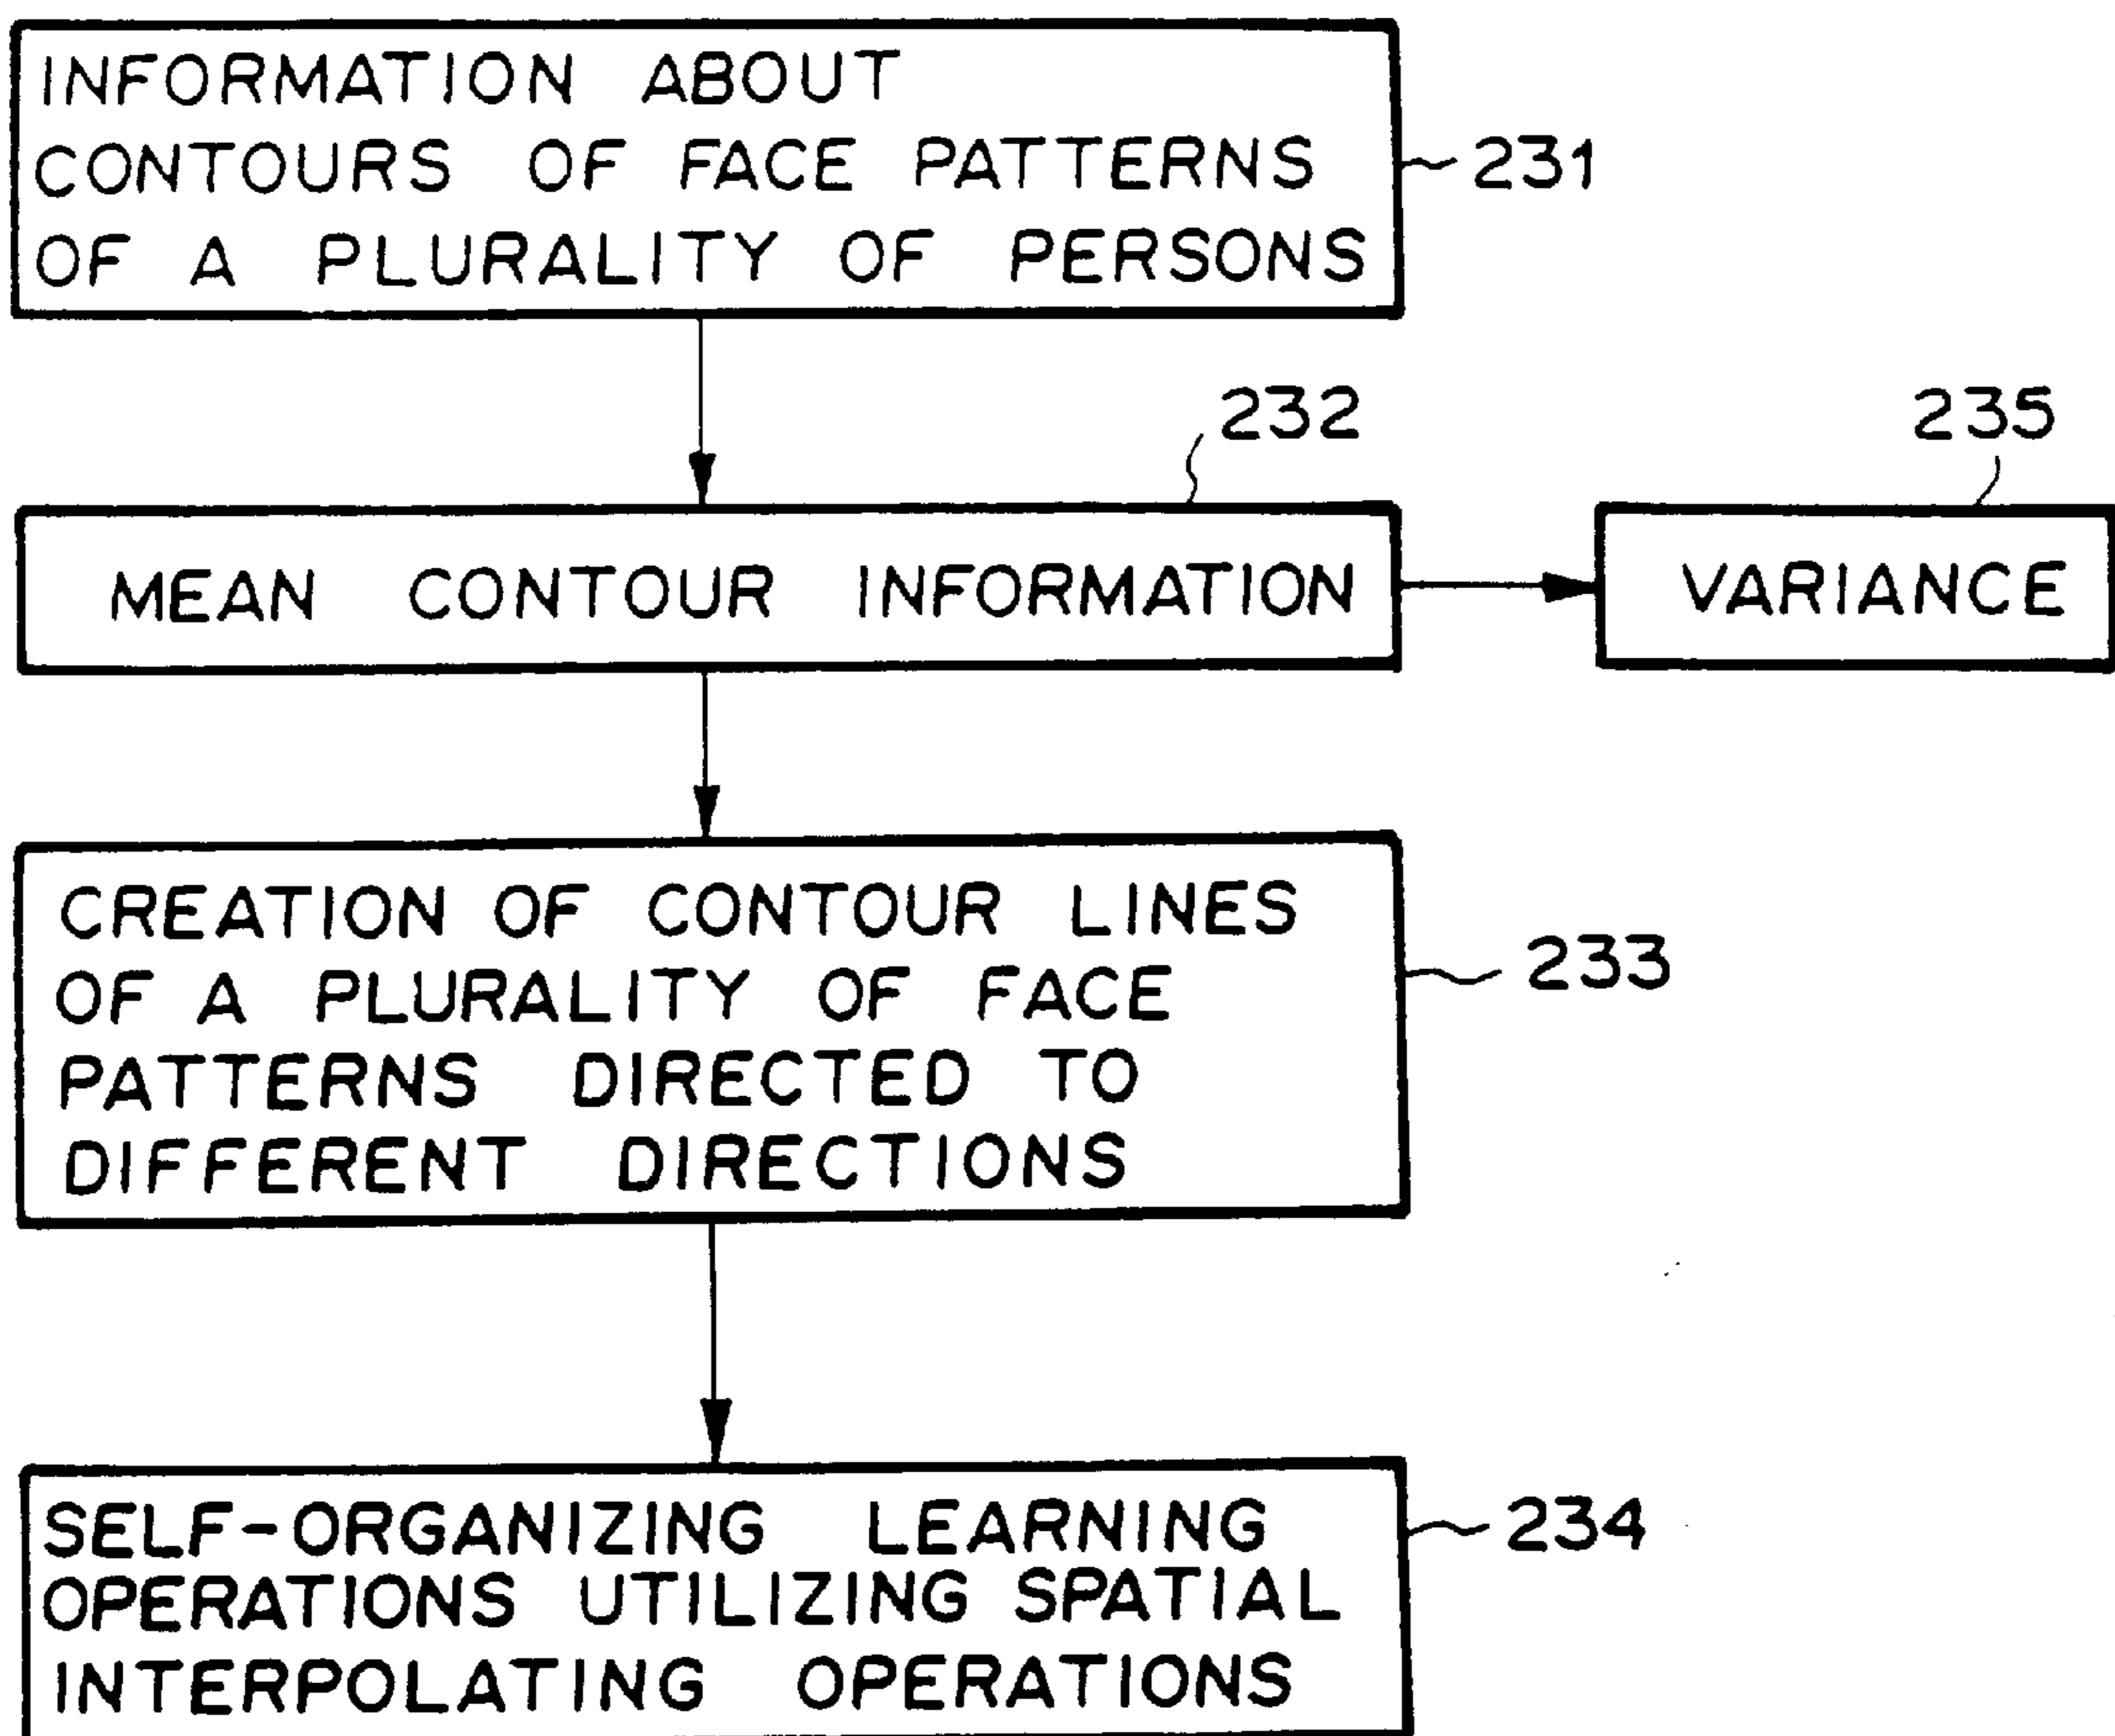 INFORMATION ABOUT
CONTOURS OF FACE PATTERNS
OF A PLURALITY OF PERSONS
231
232
235
MEAN CONTOUR INFORMATION
VARIANCE
CREATION OF CONTOUR LINES
OF A PLURALITY OF FACE
PATTERNS DIRECTED TO
DIFFERENT DIRECTIONS
233
SELF-ORGANIZING LEARNING
OPERATIONS UTILIZING SPATIAL
INTERPOLATING OPERATIONS
234